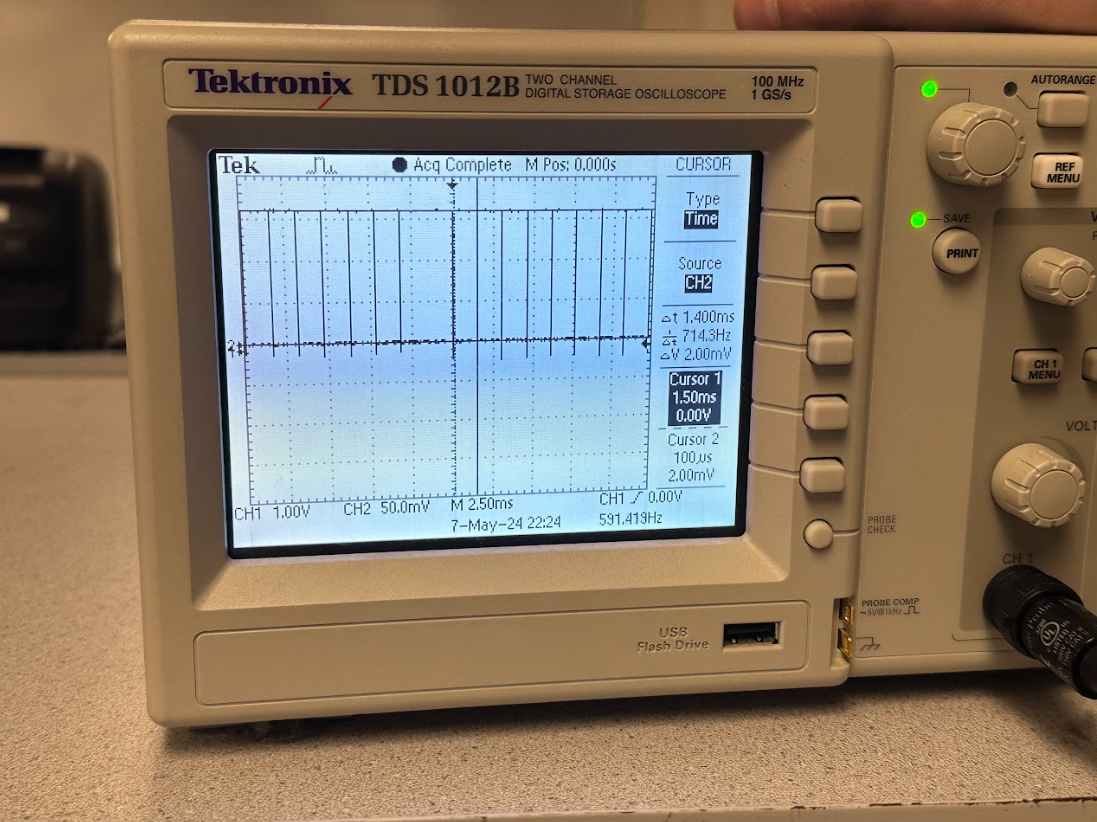 Tektronix TDS 1012B TWO CHANNEL DIGITAL STORAGE OSCILLOSCOPE 100 MHz 1 GS/s
Tek Acq Complete M Pos: 0.000s CURSOR
Type
Time
Source
CH2
Δt 1.400ms
1/Δt 714.3Hz
ΔV 2.00mV
Cursor 1
1.50ms
0.00V
Cursor 2
100µs
2.00mV
2
CH1 1.00V CH2 50.0mV M 2.50ms CH1 0.00V
7-May-24 22:24 591.419Hz
USB
Flash Drive
AUTORANGE
REF
MENU
SAVE
PRINT
CH 1
MENU
VOLT
PROBE
CHECK
CH 1
PROBE COMP
~5V@1kHz